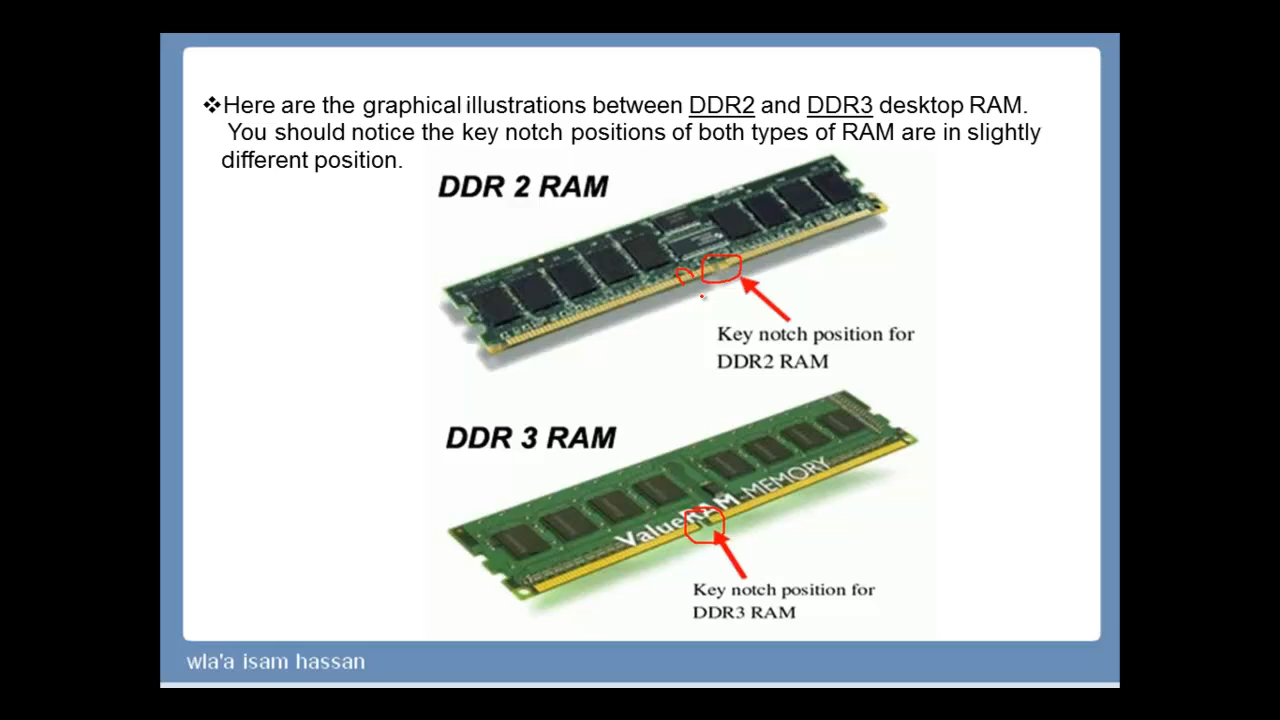 ❖Here are the graphical illustrations between DDR2 and DDR3 desktop RAM.
You should notice the key notch positions of both types of RAM are in slightly
different position.
DDR 2 RAM
Key notch position for
DDR2 RAM
DDR 3 RAM
ValueRAM MEMORY
Key notch position for
DDR3 RAM
wla'a isam hassan